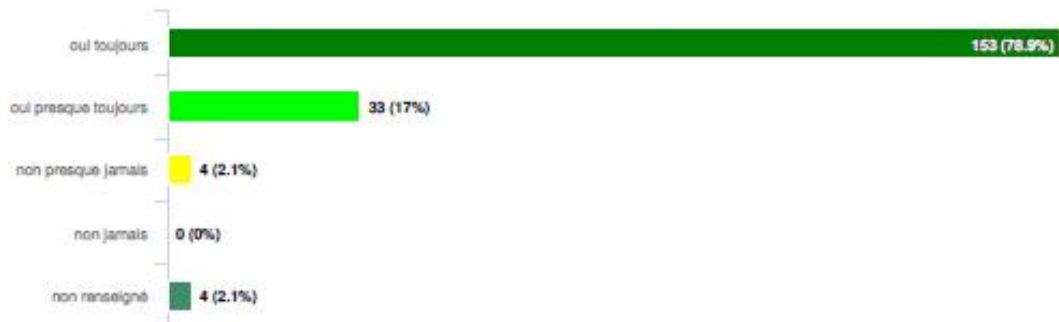 oui toujours 153 (78.9%)
oui presque toujours 33 (17%)
non presque jamais 4 (2.1%)
non jamais 0 (0%)
non renseigné 4 (2.1%)